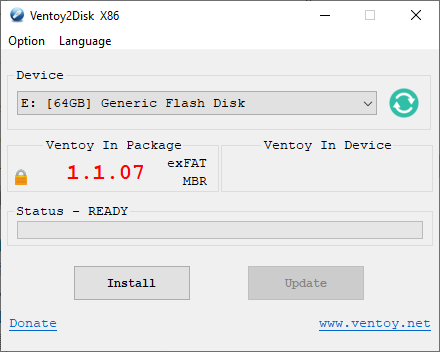 Ventoy2Disk X86
Option Language
Device
E: [64GB] Generic Flash Disk
Ventoy In Package
1.1.07
exFAT
MBR
Ventoy In Device
Status - READY
Install
Update
Donate
www.ventoy.net